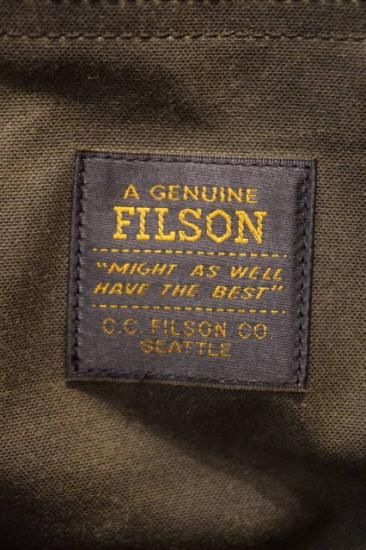 A GENUINE
FILSON
"MIGHT AS WELL
HAVE THE BEST"
C.C. FILSON CO
SEATTLE